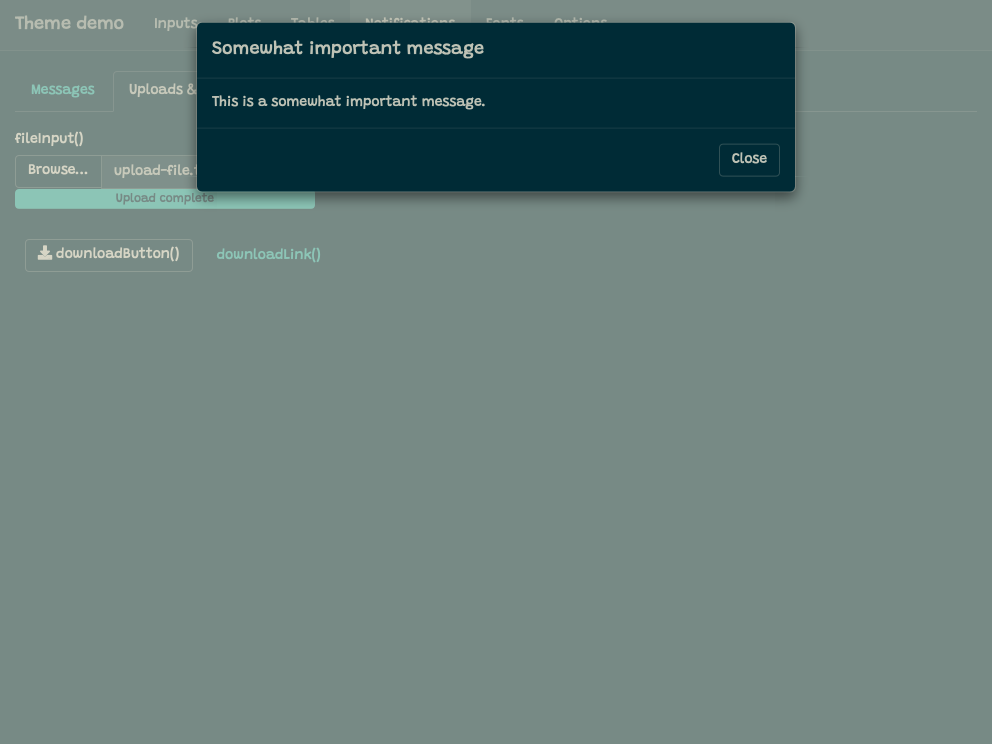 Theme demo Inputs Plots Tables Notifications Fonts Options
Somewhat important message
Messages Uploads &
This is a somewhat important message.
fileInput()
Browse... upload-file.
Close
Upload complete
downloadButton() downloadLink()